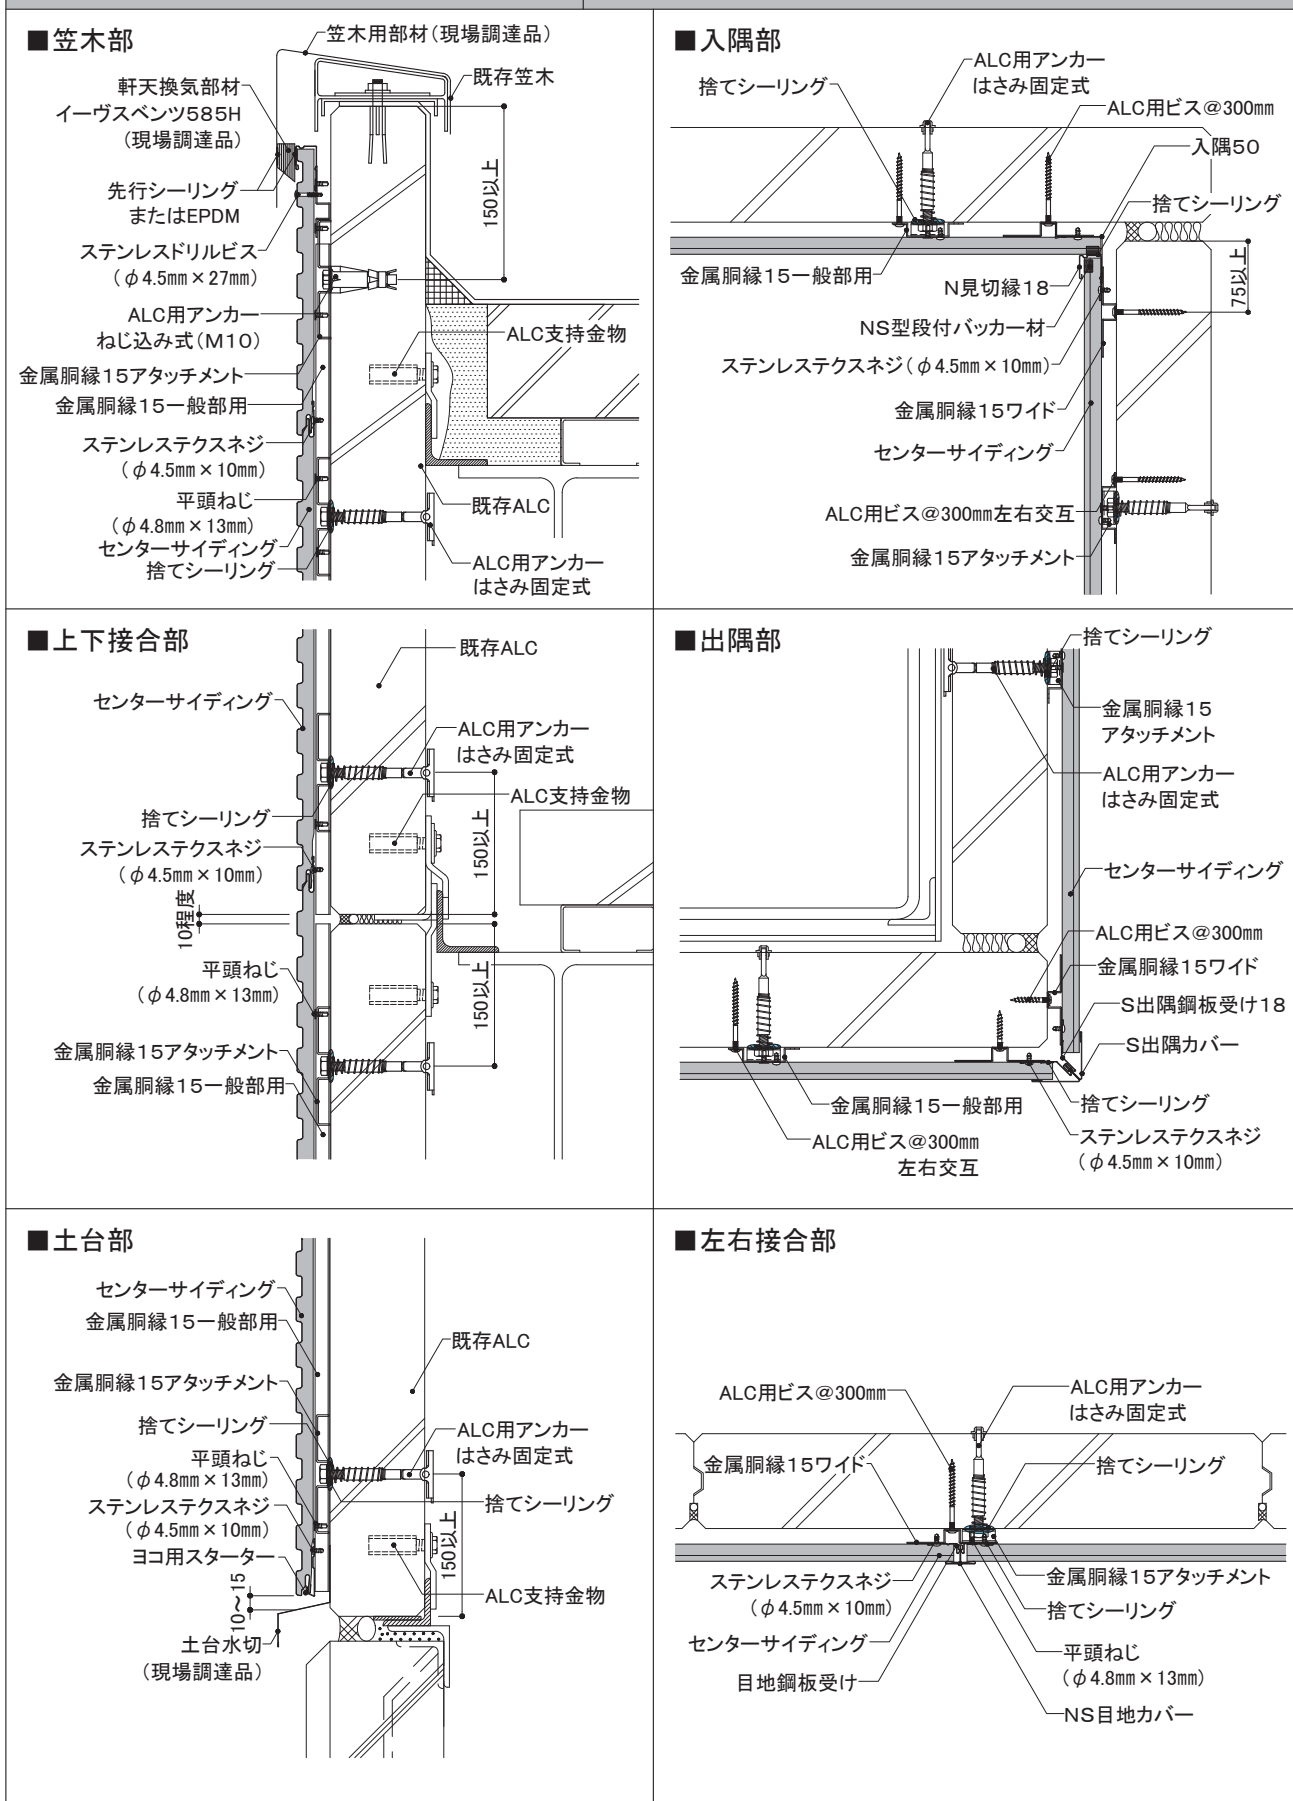 ■笠木部
笠木用部材(現場調達品)
既存笠木
軒天換気部材
イーヴスベンツ585H
(現場調達品)
先行シーリング
またはEPDM
ステンレスドリルビス
(φ4.5mm×27mm)
ALC用アンカー
ねじ込み式(M10)
金属胴縁15アタッチメント
金属胴縁15一般部用
ステンレステクスネジ
(φ4.5mm×10mm)
平頭ねじ
(φ4.8mm×13mm)
センターサイディング
捨てシーリング
150以上
ALC支持金物
既存ALC
ALC用アンカー
はさみ固定式
■入隅部
捨てシーリング
ALC用アンカー
はさみ固定式
ALC用ビス@300mm
入隅50
捨てシーリング
金属胴縁15一般部用
N見切縁18
75以上
NS型段付バッカー材
ステンレステクスネジ(φ4.5mm×10mm)
金属胴縁15ワイド
センターサイディング
ALC用ビス@300mm左右交互
金属胴縁15アタッチメント
■上下接合部
既存ALC
センターサイディング
ALC用アンカー
はさみ固定式
ALC支持金物
捨てシーリング
ステンレステクスネジ
(φ4.5mm×10mm)
150以上
10程度
平頭ねじ
(φ4.8mm×13mm)
150以上
金属胴縁15アタッチメント
金属胴縁15一般部用
■出隅部
捨てシーリング
金属胴縁15
アタッチメント
ALC用アンカー
はさみ固定式
センターサイディング
ALC用ビス@300mm
金属胴縁15ワイド
S出隅鋼板受け18
S出隅カバー
金属胴縁15一般部用
捨てシーリング
ALC用ビス@300mm
左右交互
ステンレステクスネジ
(φ4.5mm×10mm)
■土台部
センターサイディング
金属胴縁15一般部用
既存ALC
金属胴縁15アタッチメント
捨てシーリング
ALC用アンカー
はさみ固定式
平頭ねじ
(φ4.8mm×13mm)
捨てシーリング
ステンレステクスネジ
(φ4.5mm×10mm)
ヨコ用スターター
150以上
ALC支持金物
10〜15
土台水切
(現場調達品)
■左右接合部
ALC用ビス@300mm
ALC用アンカー
はさみ固定式
金属胴縁15ワイド
捨てシーリング
ステンレステクスネジ
(φ4.5mm×10mm)
金属胴縁15アタッチメント
捨てシーリング
センターサイディング
平頭ねじ
(φ4.8mm×13mm)
目地鋼板受け
NS目地カバー